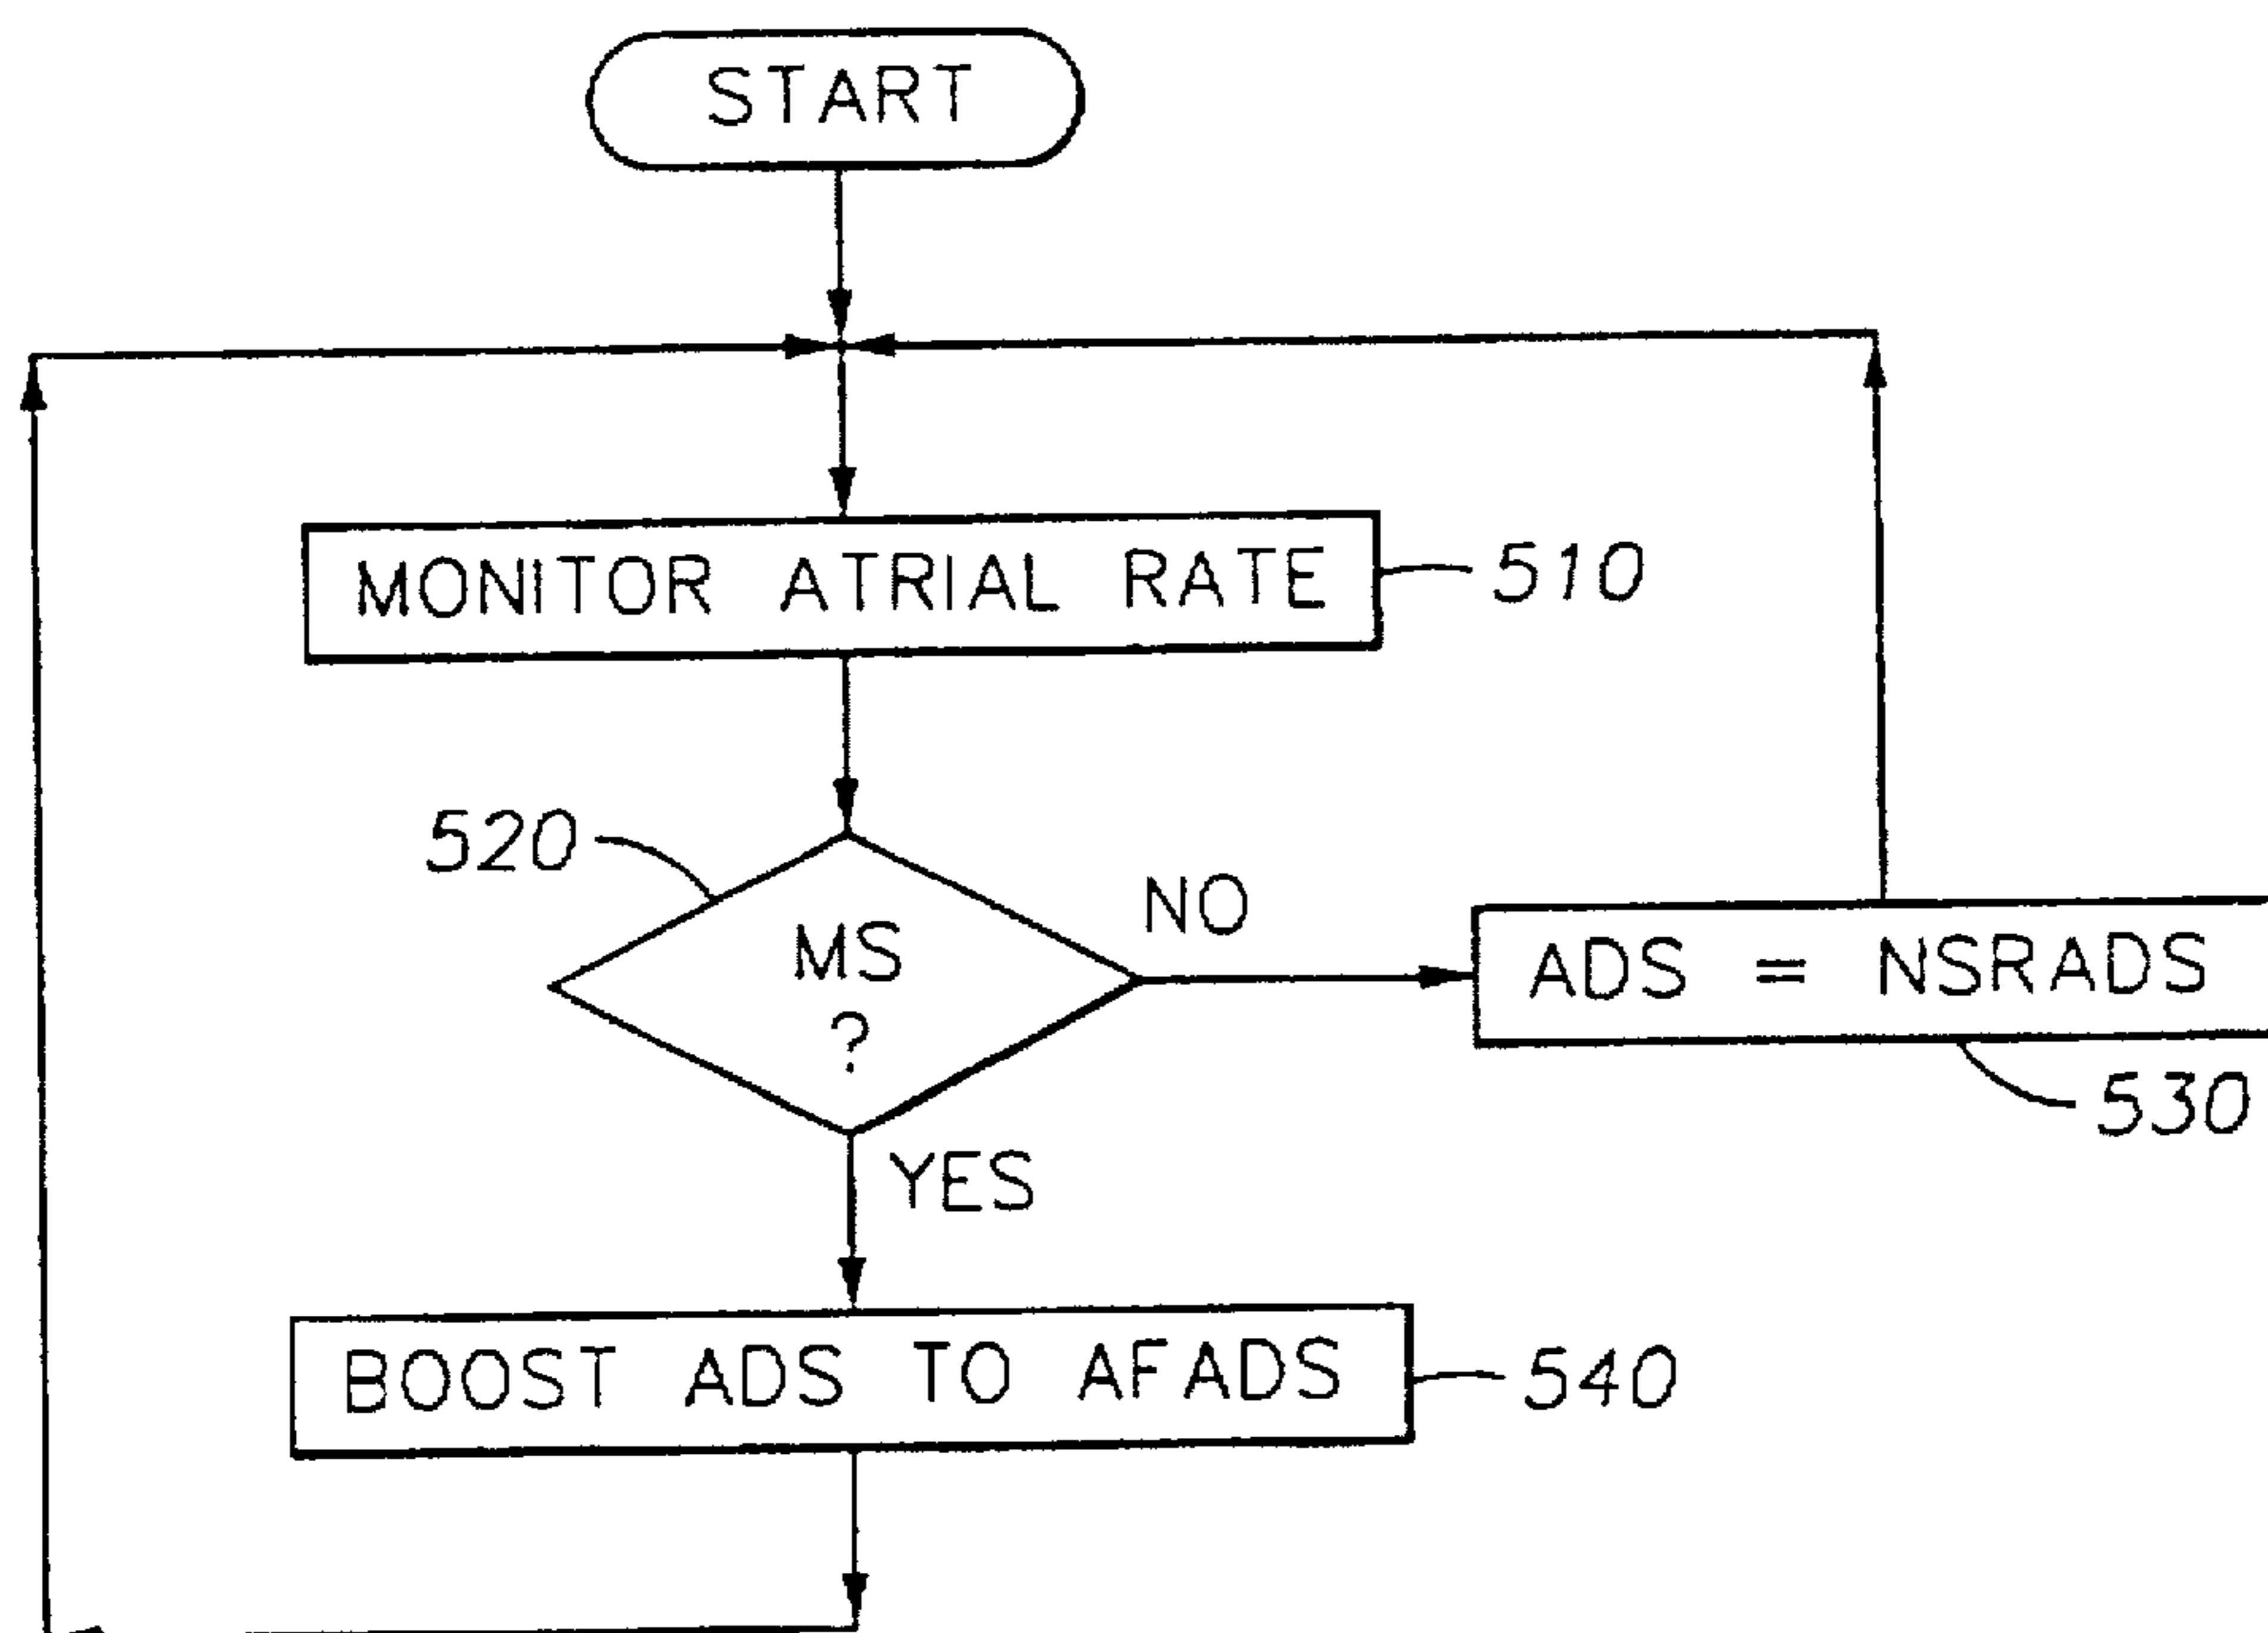 START
MONITOR ATRIAL RATE
510
520
MS
?
NO
ADS = NSRADS
530
YES
BOOST ADS TO AFADS
540